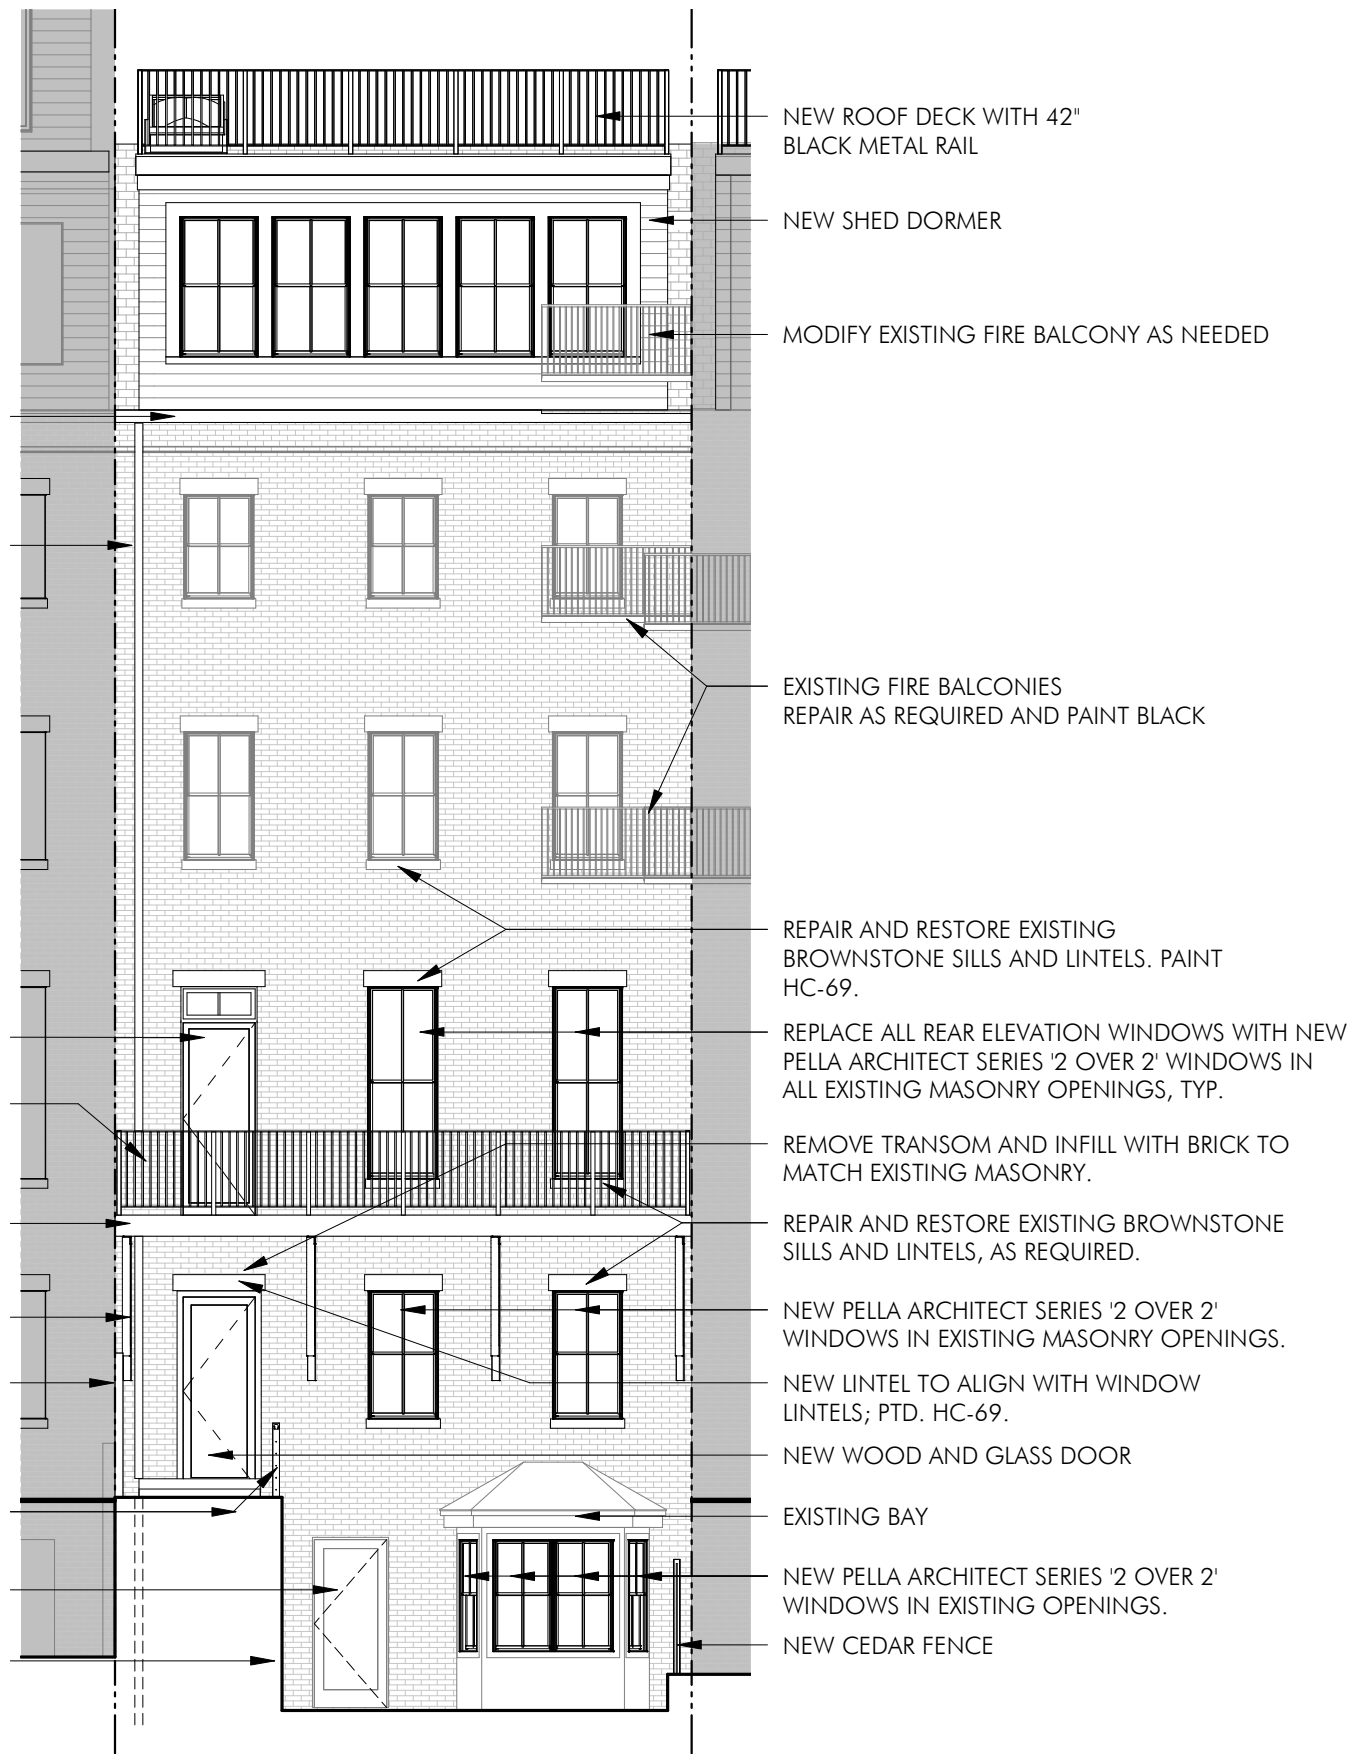 NEW ROOF DECK WITH 42"
BLACK METAL RAIL
NEW SHED DORMER
MODIFY EXISTING FIRE BALCONY AS NEEDED
EXISTING FIRE BALCONIES
REPAIR AS REQUIRED AND PAINT BLACK
REPAIR AND RESTORE EXISTING
BROWNSTONE SILLS AND LINTELS. PAINT
HC-69.
REPLACE ALL REAR ELEVATION WINDOWS WITH NEW
PELLA ARCHITECT SERIES '2 OVER 2' WINDOWS IN
ALL EXISTING MASONRY OPENINGS, TYP.
REMOVE TRANSOM AND INFILL WITH BRICK TO
MATCH EXISTING MASONRY.
REPAIR AND RESTORE EXISTING BROWNSTONE
SILLS AND LINTELS, AS REQUIRED.
NEW PELLA ARCHITECT SERIES '2 OVER 2'
WINDOWS IN EXISTING MASONRY OPENINGS.
NEW LINTEL TO ALIGN WITH WINDOW
LINTELS; PTD. HC-69.
NEW WOOD AND GLASS DOOR
EXISTING BAY
NEW PELLA ARCHITECT SERIES '2 OVER 2'
WINDOWS IN EXISTING OPENINGS.
NEW CEDAR FENCE